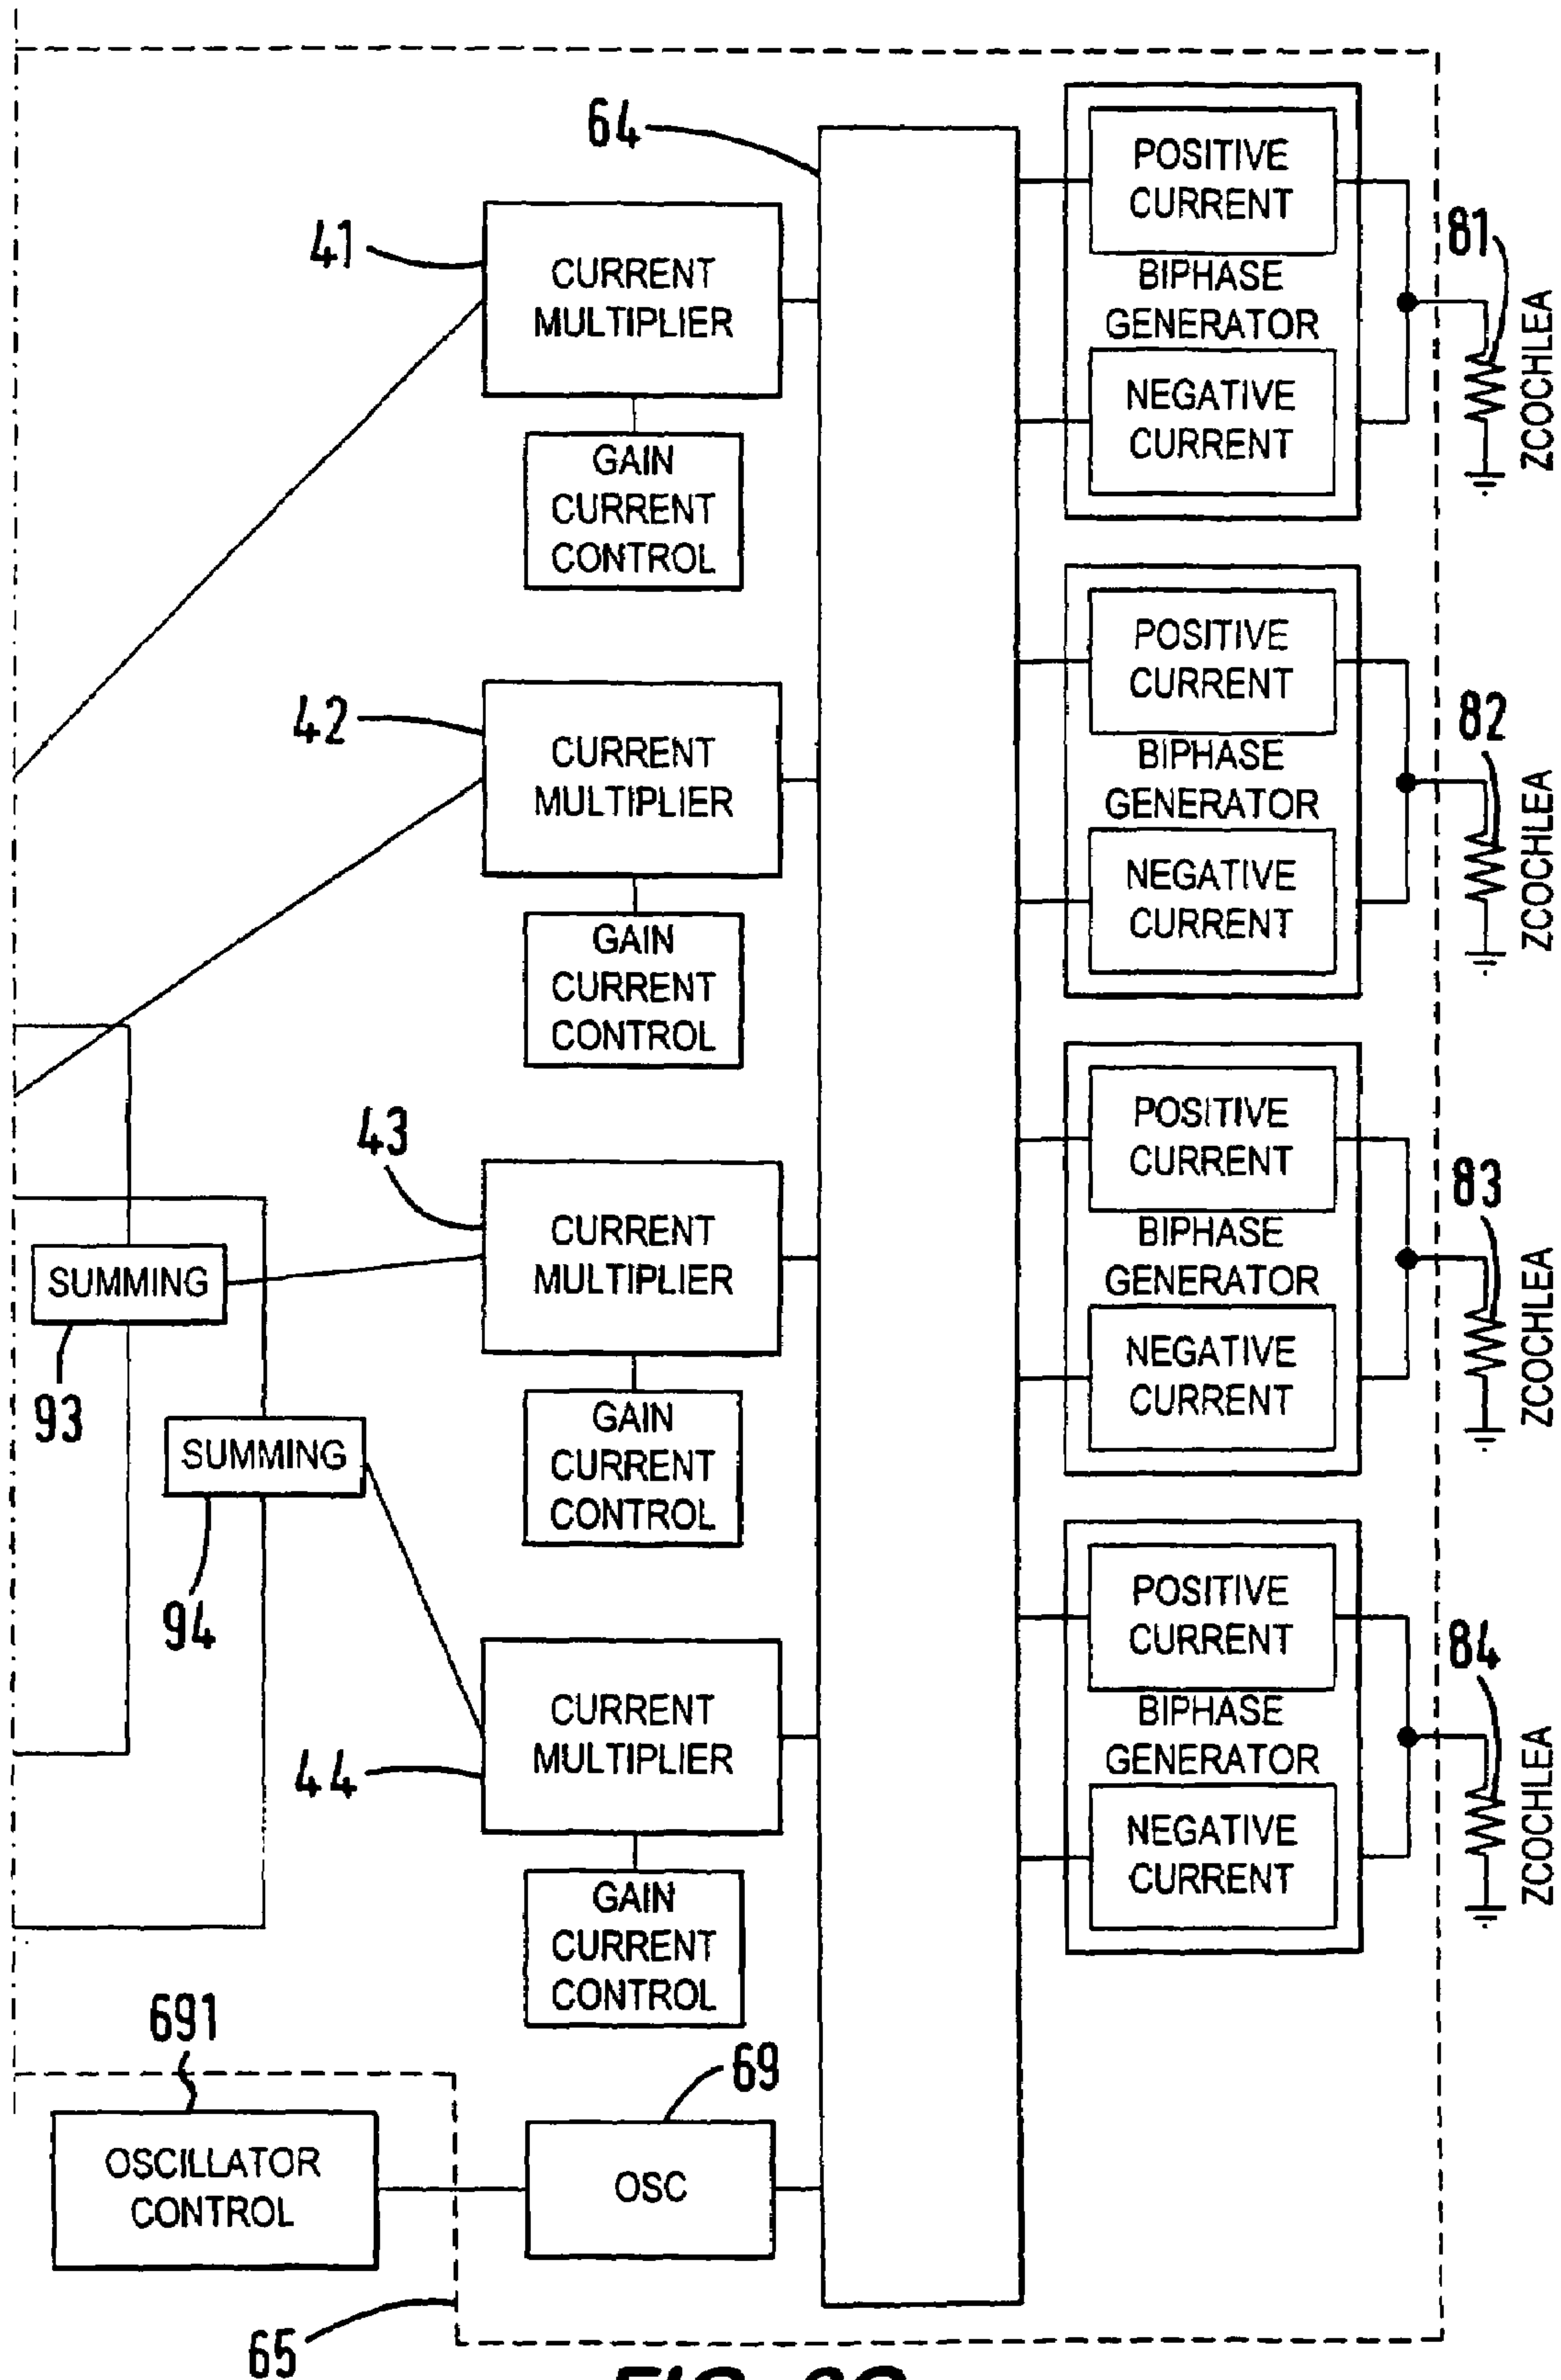 64
41
CURRENT
MULTIPLIER
GAIN
CURRENT
CONTROL
POSITIVE
CURRENT
BIPHASE
GENERATOR
NEGATIVE
CURRENT
81
ZCOCHLEA
42
CURRENT
MULTIPLIER
GAIN
CURRENT
CONTROL
POSITIVE
CURRENT
BIPHASE
GENERATOR
NEGATIVE
CURRENT
82
ZCOCHLEA
SUMMING
93
43
CURRENT
MULTIPLIER
GAIN
CURRENT
CONTROL
POSITIVE
CURRENT
BIPHASE
GENERATOR
NEGATIVE
CURRENT
83
ZCOCHLEA
SUMMING
94
44
CURRENT
MULTIPLIER
GAIN
CURRENT
CONTROL
POSITIVE
CURRENT
BIPHASE
GENERATOR
NEGATIVE
CURRENT
84
ZCOCHLEA
691
OSCILLATOR
CONTROL
69
OSC
65